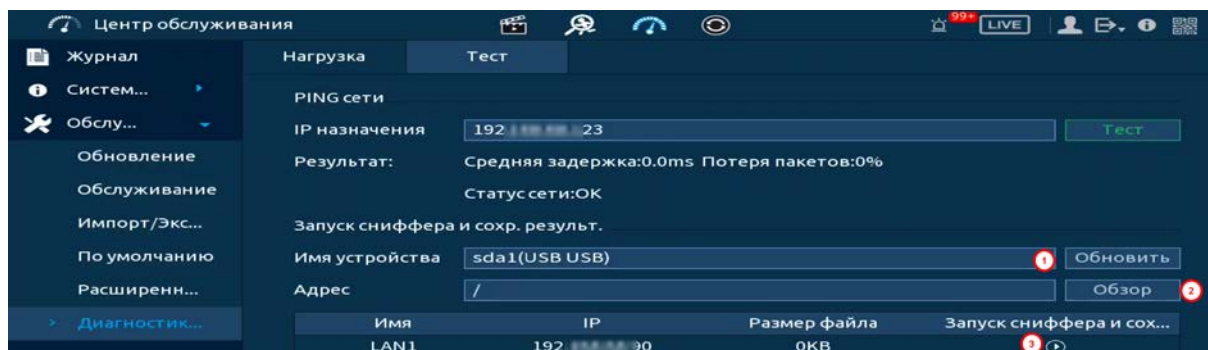 Центр обслуживания 99+ LIVE
Журнал Нагрузка Тест
Систем... PING сети
Обслу... IP назначения 192. 23 Тест
Обновление Результат: Средняя задержка:0.0ms Потеря пакетов:0%
Обслуживание Статус сети:OK
Импорт/Экс... Запуск сниффера и сохр. результ.
По умолчанию Имя устройства sda1(USB USB) 1 Обновить
Расширенн... Адрес / Обзор 2
> Диагностик... Имя IP Размер файла Запуск сниффера и сох...
LAN1 192. 90 0KB 3